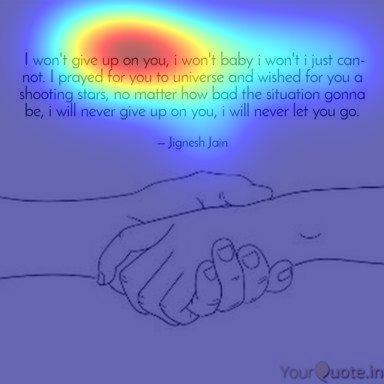 I won't give up on you, i won't baby i won't i just can-
not. I prayed for you to universe and wished for you a
shooting stars, no matter how bad the situation gonna
be, i will never give up on you, i will never let you go.
– Jignesh Jain
YourQuote.in